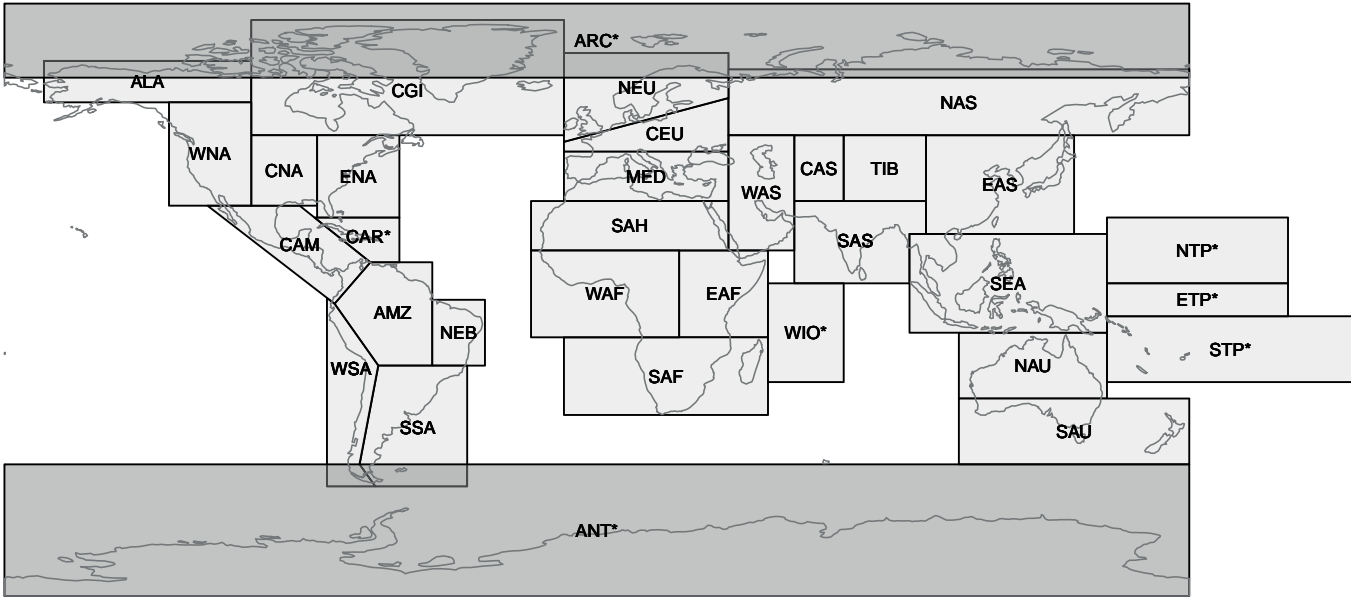 ARC*
ALA
CGI
NEU
NAS
CEU
WNA
CNA
ENA
MED
WAS
CAS
TIB
EAS
SAH
CAR*
CAM
SAS
NTP*
SEA
WAF
EAF
ETP*
AMZ
NEB
WIO*
STP*
WSA
SAF
NAU
SSA
SAU
ANT*